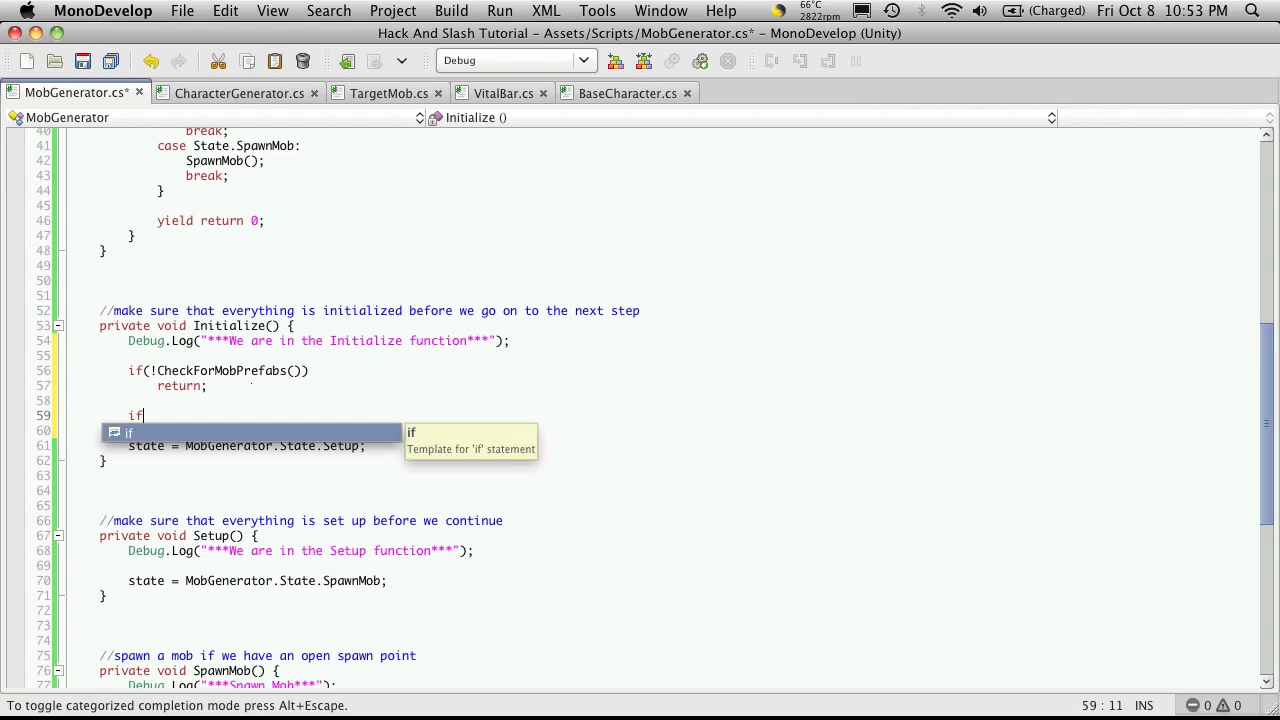 MonoDevelop File Edit View Search Project Build Run XML Tools Window Help 66°C 2822rpm (Charged) Fri Oct 8 10:53 PM
Hack And Slash Tutorial - Assets/Scripts/MobGenerator.cs* - MonoDevelop (Unity)
Debug
MobGenerator.cs* CharacterGenerator.cs TargetMob.cs VitalBar.cs BaseCharacter.cs
MobGenerator Initialize ()
40 break;
41 case State.SpawnMob:
42 SpawnMob();
43 break;
44 }
45
46 yield return 0;
47 }
48 }
49
50
51
52 //make sure that everything is initialized before we go on to the next step
53 private void Initialize() {
54 Debug.Log("***We are in the Initialize function***");
55
56 if(!CheckForMobPrefabs())
57 return;
58
59 if
60
if if
Template for 'if' statement
61 state = MobGenerator.State.Setup;
62 }
63
64
65
66 //make sure that everything is set up before we continue
67 private void Setup() {
68 Debug.Log("***We are in the Setup function***");
69
70 state = MobGenerator.State.SpawnMob;
71 }
72
73
74
75 //spawn a mob if we have an open spawn point
76 private void SpawnMob() {
77 Debug.Log("***Spawn Mob***");
To toggle categorized completion mode press Alt+Escape. 59 : 11 INS 0 0